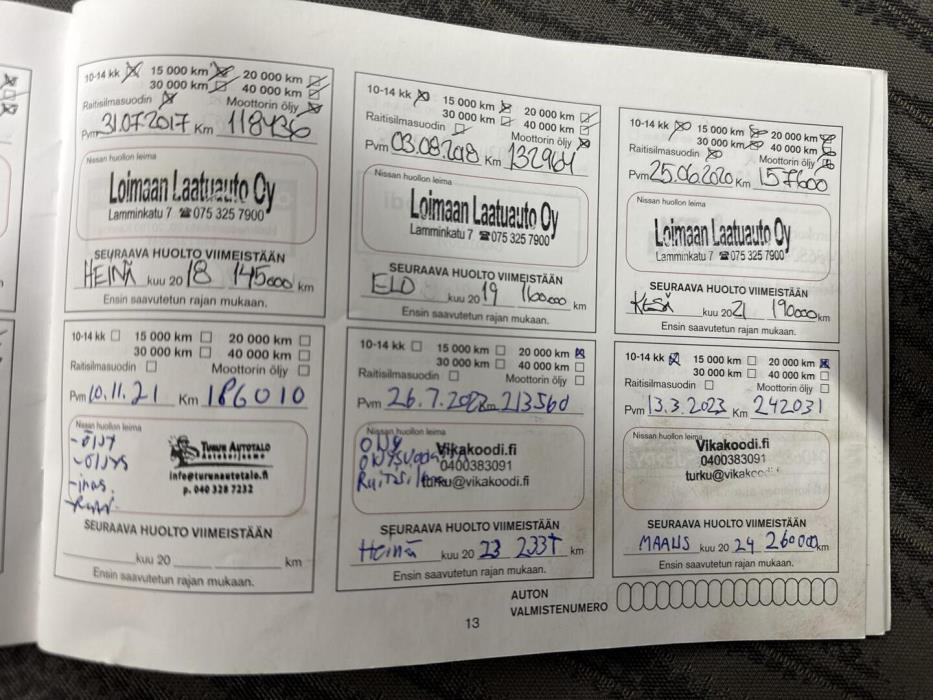 10-14 kk 15 000 km 20 000 km
30 000 km 40 000 km
Raitisilmasuodin Moottorin öljy
Pvm 31.07.2017 Km 118436
Nissan huollon leima
Loimaan Laatuauto Oy
Lamminkatu 7 ☎075 325 7900
SEURAAVA HUOLTO VIIMEISTÄÄN
HEINÄ kuu 2018 145000 km
Ensin saavutetun rajan mukaan.
10-14 kk 15 000 km 20 000 km
30 000 km 40 000 km
Raitisilmasuodin Moottorin öljy
Pvm 03.08.2018 Km 132964
Nissan huollon leima
Loimaan Laatuauto Oy
Lamminkatu 7 ☎075 325 7900
SEURAAVA HUOLTO VIIMEISTÄÄN
ELO kuu 2019 160000 km
Ensin saavutetun rajan mukaan.
10-14 kk 15 000 km 20 000 km
30 000 km 40 000 km
Raitisilmasuodin Moottorin öljy
Pvm 25.06.2020 Km 157600
Nissan huollon leima
Loimaan Laatuauto Oy
Lamminkatu 7 ☎075 325 7900
SEURAAVA HUOLTO VIIMEISTÄÄN
KESÄ kuu 2021 190000 km
Ensin saavutetun rajan mukaan.
10-14 kk 15 000 km 20 000 km
30 000 km 40 000 km
Raitisilmasuodin Moottorin öljy
Pvm 10.11.21 Km 186010
Nissan huollon leima
-öljy
-öljys
TURUN AUTOTALO
info@turunautotalo.fi
p. 040 328 7232
SEURAAVA HUOLTO VIIMEISTÄÄN
kuu 20 km
Ensin saavutetun rajan mukaan.
10-14 kk 15 000 km 20 000 km
30 000 km 40 000 km
Raitisilmasuodin Moottorin öljy
Pvm 26.7.2022 Km 213560
Nissan huollon leima
Vikakoodi.fi
0400383091
turku@vikakoodi.fi
SEURAAVA HUOLTO VIIMEISTÄÄN
Heinä kuu 2023 233t km
Ensin saavutetun rajan mukaan.
10-14 kk 15 000 km 20 000 km
30 000 km 40 000 km
Raitisilmasuodin Moottorin öljy
Pvm 13.3.2023 Km 242031
Nissan huollon leima
Vikakoodi.fi
0400383091
turku@vikakoodi
SEURAAVA HUOLTO VIIMEISTÄÄN
MAALIS kuu 2024 260000 km
Ensin saavutetun rajan mukaan.
AUTON
VALMISTENUMERO
13